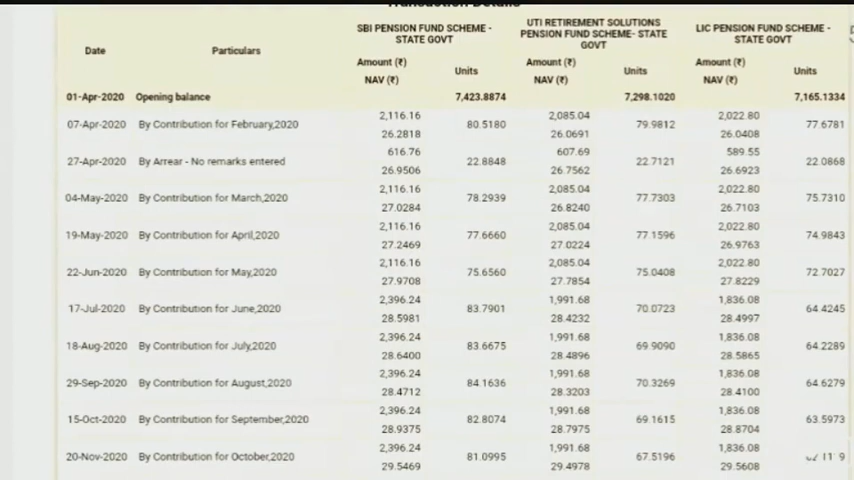 Transaction Details
SBI PENSION FUND SCHEME - STATE GOVT UTI RETIREMENT SOLUTIONS PENSION FUND SCHEME- STATE GOVT LIC PENSION FUND SCHEME - STATE GOVT
Date Particulars Amount (₹) NAV (₹) Units Amount (₹) NAV (₹) Units Amount (₹) NAV (₹) Units
01-Apr-2020 Opening balance 7,423.8874 7,298.1020 7,165.1334
07-Apr-2020 By Contribution for February,2020 2,116.16 26.2818 80.5180 2,085.04 26.0691 79.9812 2,022.80 26.0408 77.6781
27-Apr-2020 By Arrear - No remarks entered 616.76 26.9506 22.8848 607.69 26.7562 22.7121 589.55 26.6923 22.0868
04-May-2020 By Contribution for March,2020 2,116.16 27.0284 78.2939 2,085.04 26.8240 77.7303 2,022.80 26.7103 75.7310
19-May-2020 By Contribution for April,2020 2,116.16 27.2469 77.6660 2,085.04 27.0224 77.1596 2,022.80 26.9763 74.9843
22-Jun-2020 By Contribution for May,2020 2,116.16 27.9708 75.6560 2,085.04 27.7854 75.0408 2,022.80 27.8229 72.7027
17-Jul-2020 By Contribution for June,2020 2,396.24 28.5981 83.7901 1,991.68 28.4232 70.0723 1,836.08 28.4997 64.4245
18-Aug-2020 By Contribution for July,2020 2,396.24 28.6400 83.6675 1,991.68 28.4896 69.9090 1,836.08 28.5865 64.2289
29-Sep-2020 By Contribution for August,2020 2,396.24 28.4712 84.1636 1,991.68 28.3203 70.3269 1,836.08 28.4100 64.6279
15-Oct-2020 By Contribution for September,2020 2,396.24 28.9375 82.8074 1,991.68 28.7975 69.1615 1,836.08 28.8704 63.5973
20-Nov-2020 By Contribution for October,2020 2,396.24 29.5469 81.0995 1,991.68 29.4978 67.5196 1,836.08 29.5608